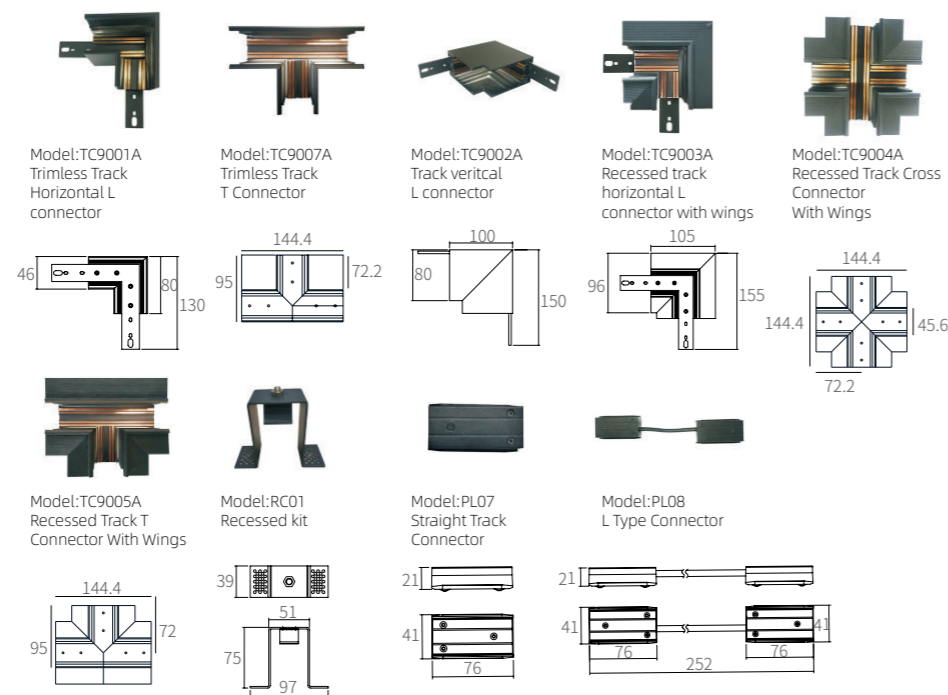 Model:TC9001A
Trimless Track
Horizontal L
connector
Model:TC9007A
Trimless Track
T Connector
Model:TC9002A
Track veritcal
L connector
Model:TC9003A
Recessed track
horizontal L
connector with wings
Model:TC9004A
Recessed Track Cross
Connector
With Wings
46
80
130
144.4
95
72.2
100
80
150
105
96
155
144.4
144.4
45.6
72.2
Model:TC9005A
Recessed Track T
Connector With Wings
Model:RC01
Recessed kit
Model:PL07
Straight Track
Connector
Model:PL08
L Type Connector
144.4
95
72
39
51
75
97
21
41
76
21
41
76
252
76
41